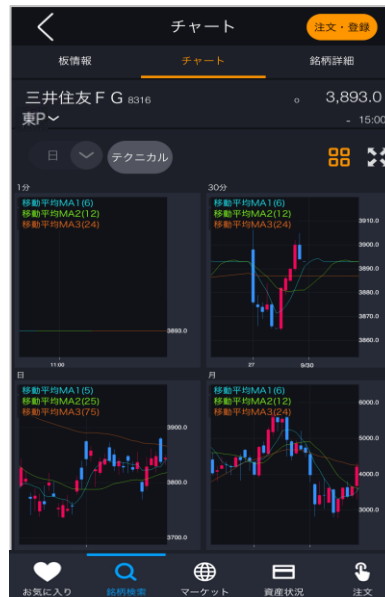 チャート
注文・登録
板情報 チャート 銘柄詳細
三井住友ＦＧ 8316 o 3,893.0
東P - 15:00
日 テクニカル
1分
移動平均MA1(6)
移動平均MA2(12)
移動平均MA3(24)
3893.0
11:00
30分
移動平均MA1(6)
移動平均MA2(12)
移動平均MA3(24)
3910.0
3900.0
3890.0
3880.0
3870.0
3860.0
27 9/30
日
移動平均MA1(5)
移動平均MA2(25)
移動平均MA3(75)
3900.0
3800.0
3700.0
月
移動平均MA1(6)
移動平均MA2(12)
移動平均MA3(24)
6000.0
5000.0
4000.0
3000.0
お気に入り 銘柄検索 マーケット 資産状況 注文